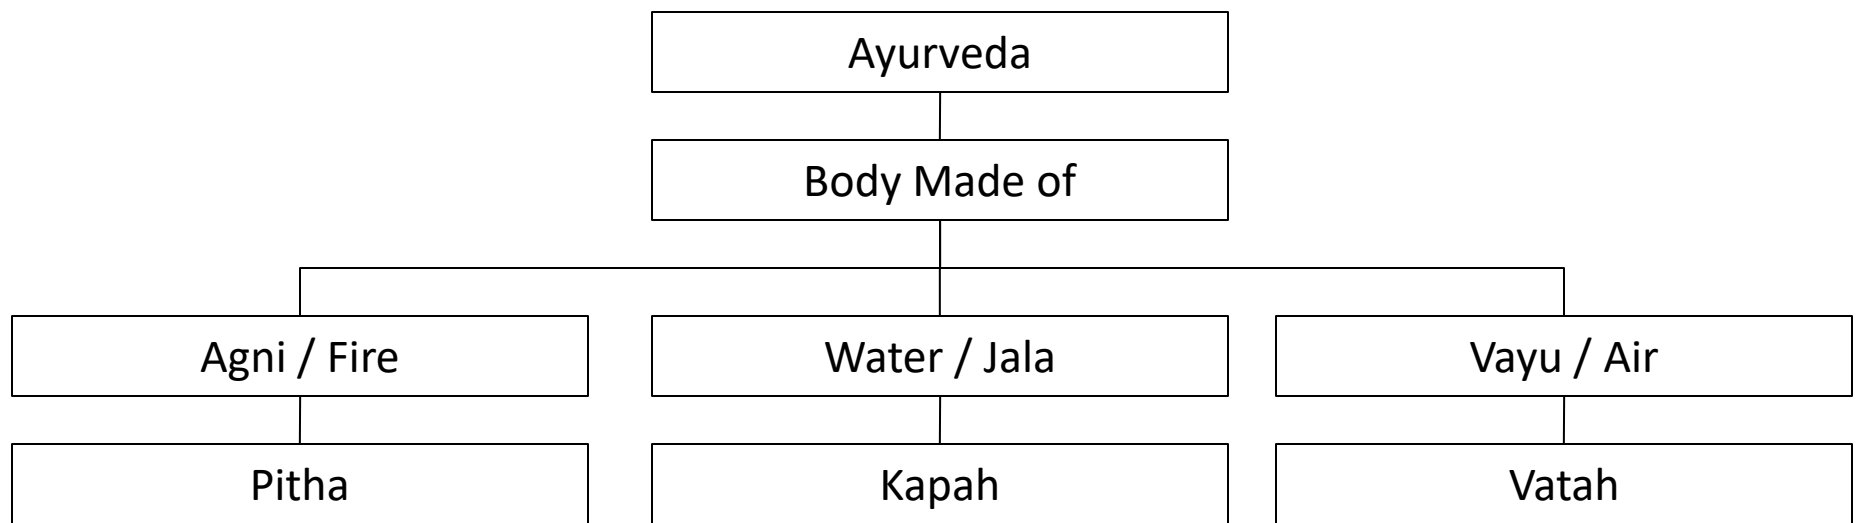 Ayurveda
Body Made of
Agni / Fire
Water / Jala
Vayu / Air
Pitha
Kapah
Vatah